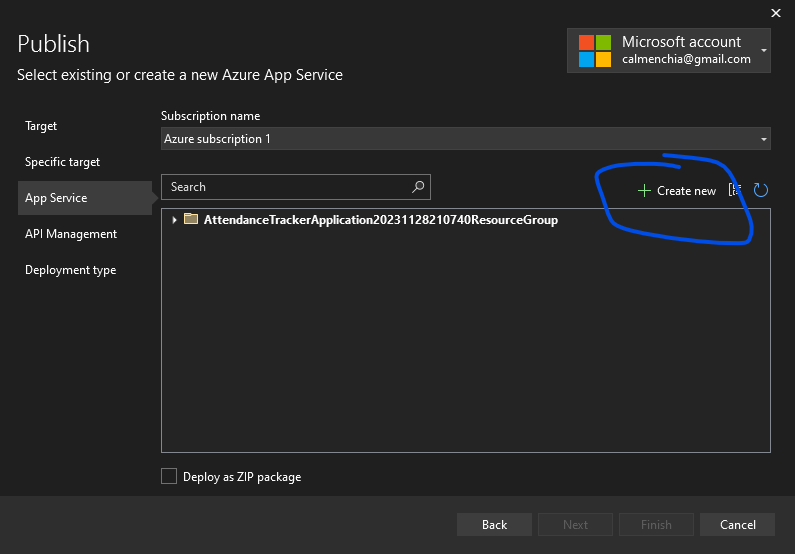 Publish
Select existing or create a new Azure App Service
Microsoft account
calmenchia@gmail.com
Target
Specific target
App Service
API Management
Deployment type
Subscription name
Azure subscription 1
Search
Create new
AttendanceTrackerApplication20231128210740ResourceGroup
Deploy as ZIP package
Back
Next
Finish
Cancel